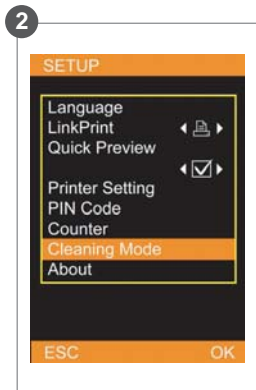 2
SETUP
Language
LinkPrint
Quick Preview
Printer Setting
PIN Code
Counter
Cleaning Mode
About
ESC OK